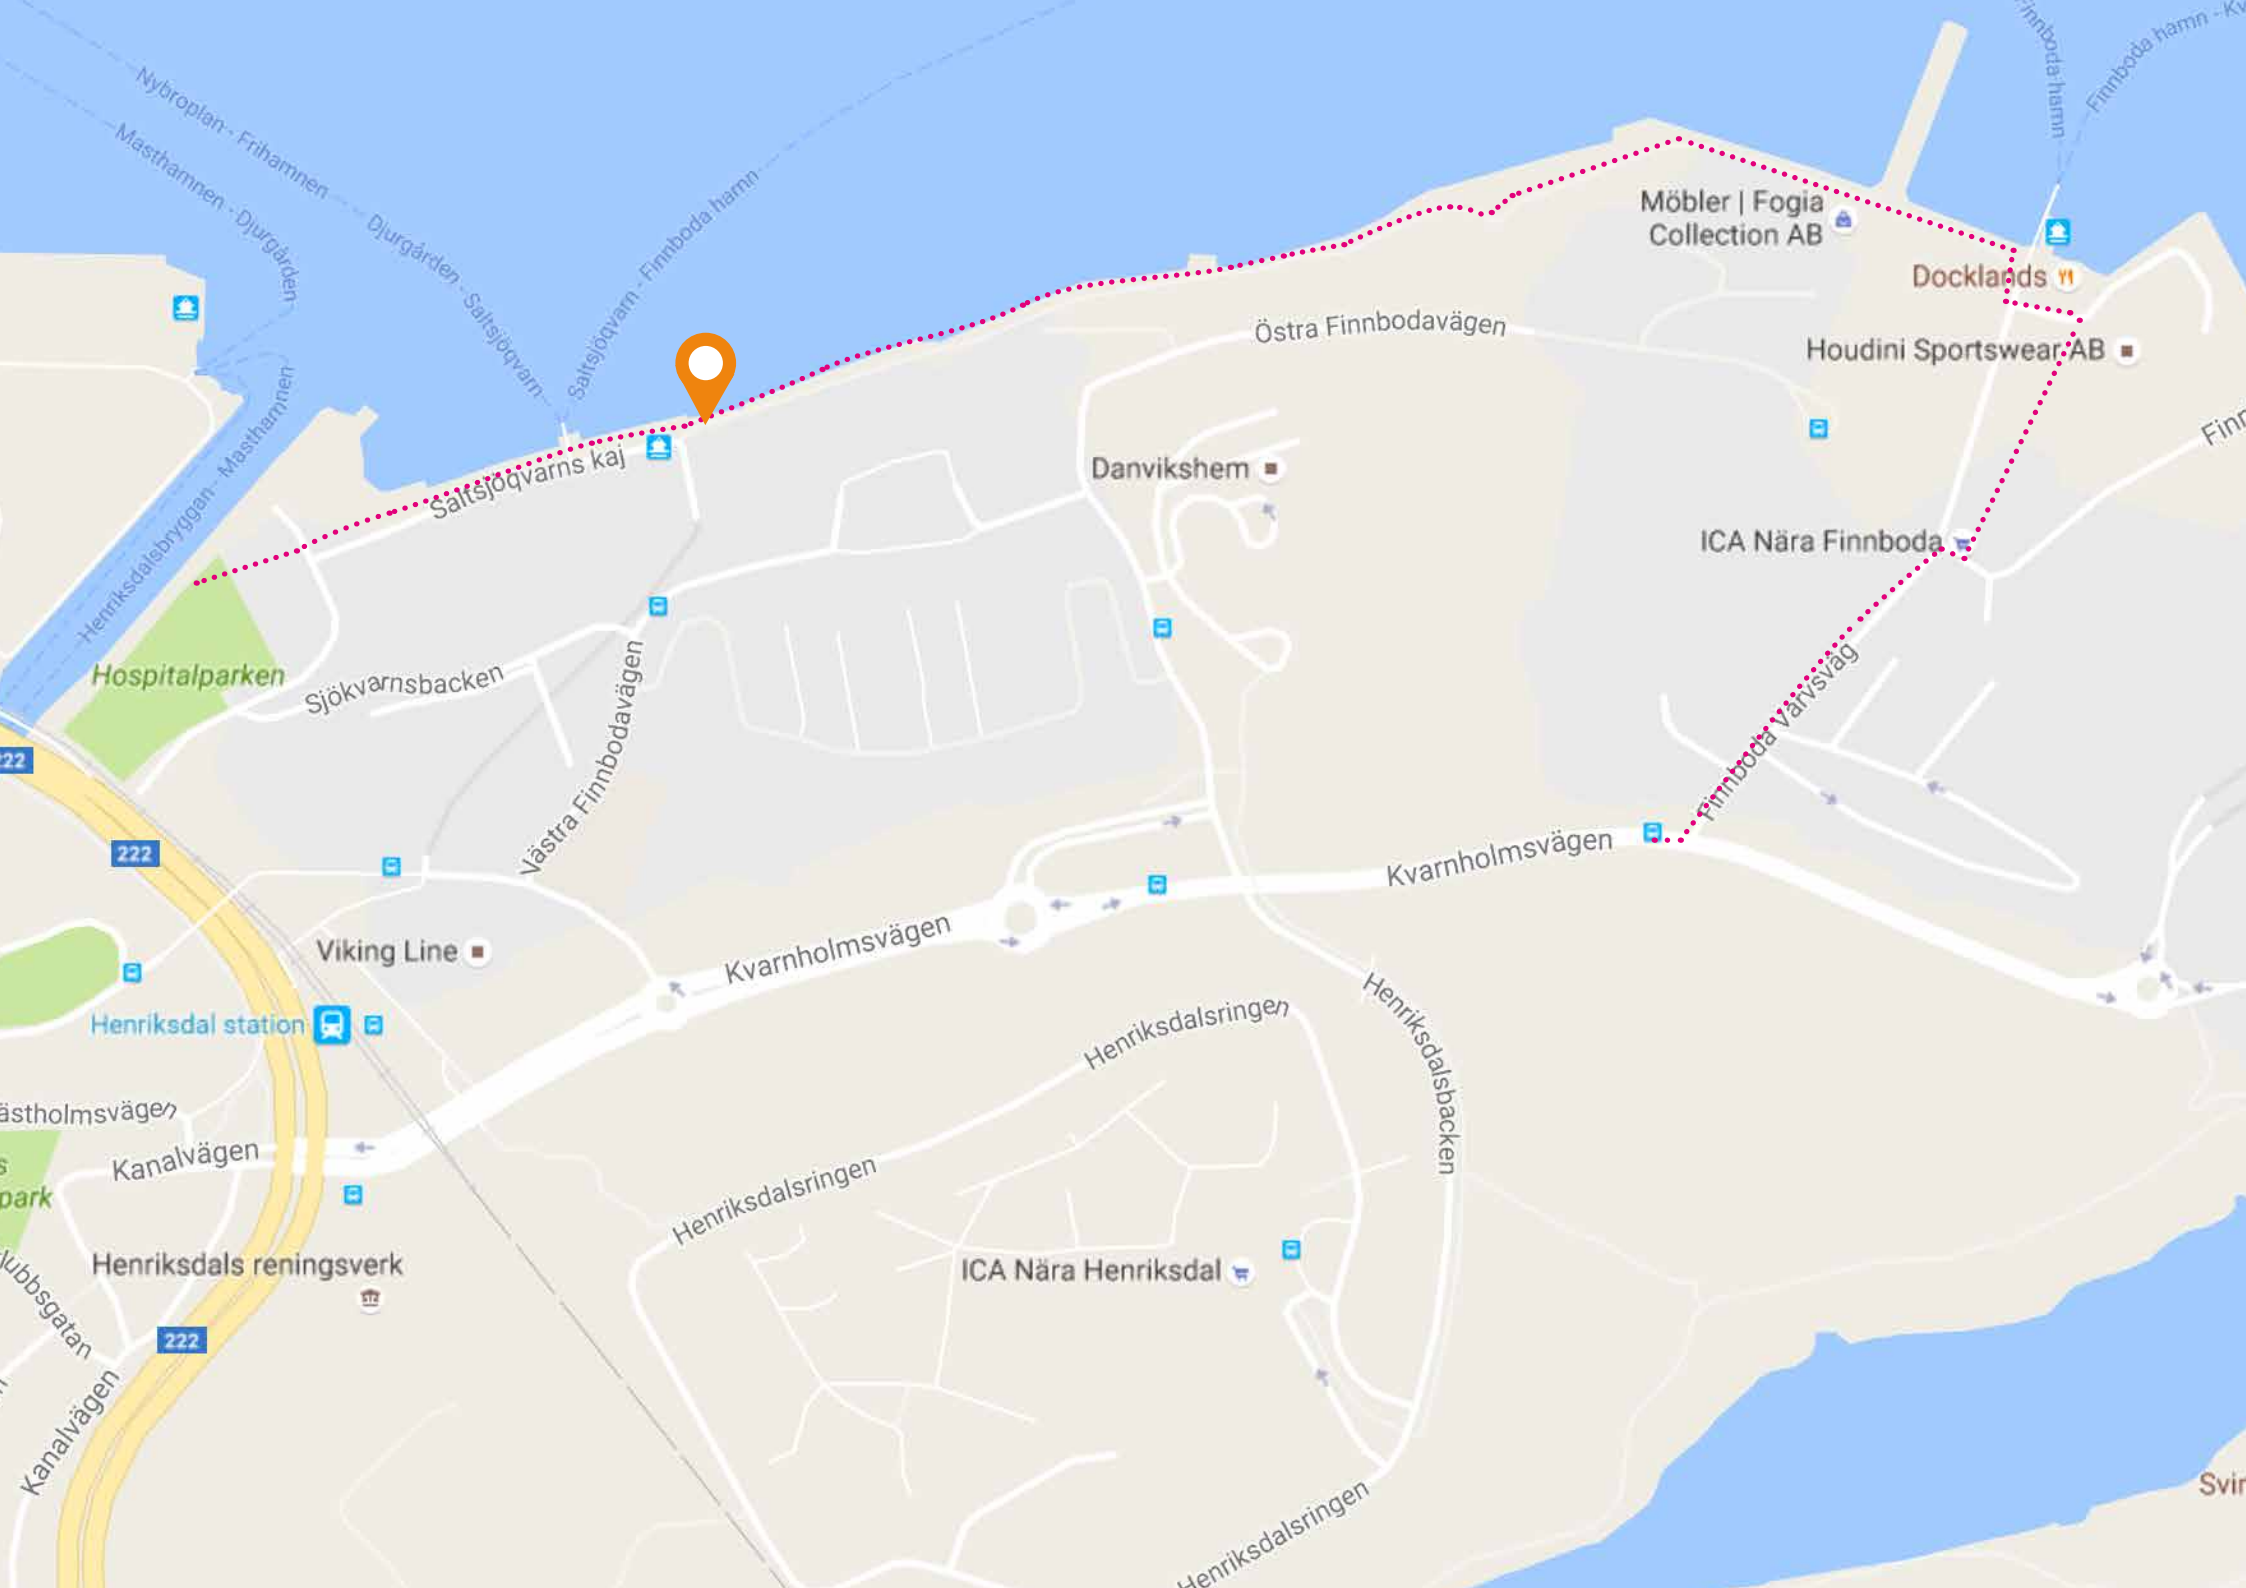 Finnboda hamn
Finnboda hamn - Kv
Nybroplan - Frihamnen
Djurgården - Saltsjöqvarn
Masthamnen - Djurgården
Saltsjöqvarn - Finnboda hamn
Möbler | Fogia
Collection AB
Docklands
Östra Finnbodavägen
Houdini Sportswear AB
Finn
Henriksdalsbryggan - Masthamnen
Saltsjöqvarns kaj
Danvikshem
ICA Nära Finnboda
Hospitalparken
Sjökvarnsbacken
Västra Finnbodavägen
Finnboda Varvsväg
222
222
Kvarnholmsvägen
Viking Line
Kvarnholmsvägen
Henriksdal station
Henriksdalsringen
Henriksdalsbacken
ästholmsvägen
Kanalvägen
s
park
Henriksdalsringen
Henriksdals reningsverk
ICA Nära Henriksdal
lubbsgatan
222
Kanalvägen
Svir
Henriksdalsringen